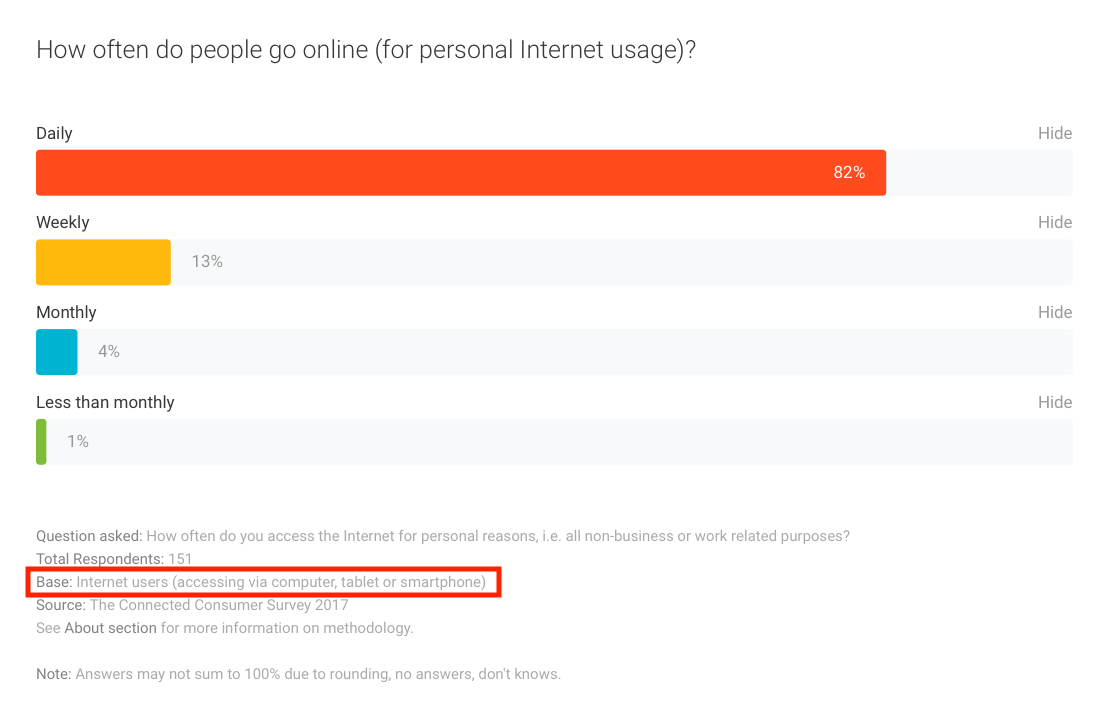 How often do people go online (for personal Internet usage)?
Daily
Hide
82%
Weekly
Hide
13%
Monthly
Hide
4%
Less than monthly
Hide
1%
Question asked: How often do you access the Internet for personal reasons, i.e. all non-business or work related purposes?
Total Respondents: 151
Base: Internet users (accessing via computer, tablet or smartphone)
Source: The Connected Consumer Survey 2017
See About section for more information on methodology.
Note: Answers may not sum to 100% due to rounding, no answers, don't knows.